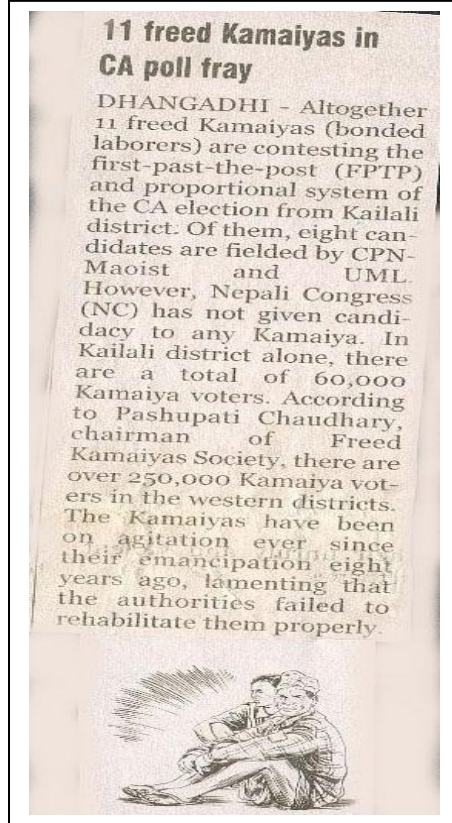 11 freed Kamaiyas in
CA poll fray
DHANGADHI - Altogether
11 freed Kamaiyas (bonded
laborers) are contesting the
first-past-the-post (FPTP)
and proportional system of
the CA election from Kailali
district. Of them, eight can-
didates are fielded by CPN-
Maoist and UML.
However, Nepali Congress
(NC) has not given candi-
dacy to any Kamaiya. In
Kailali district alone, there
are a total of 60,000
Kamaiya voters. According
to Pashupati Chaudhary,
chairman of Freed
Kamaiyas Society, there are
over 250,000 Kamaiya vot-
ers in the western districts.
The Kamaiyas have been
on agitation ever since
their emancipation eight
years ago, lamenting that
the authorities failed to
rehabilitate them properly.